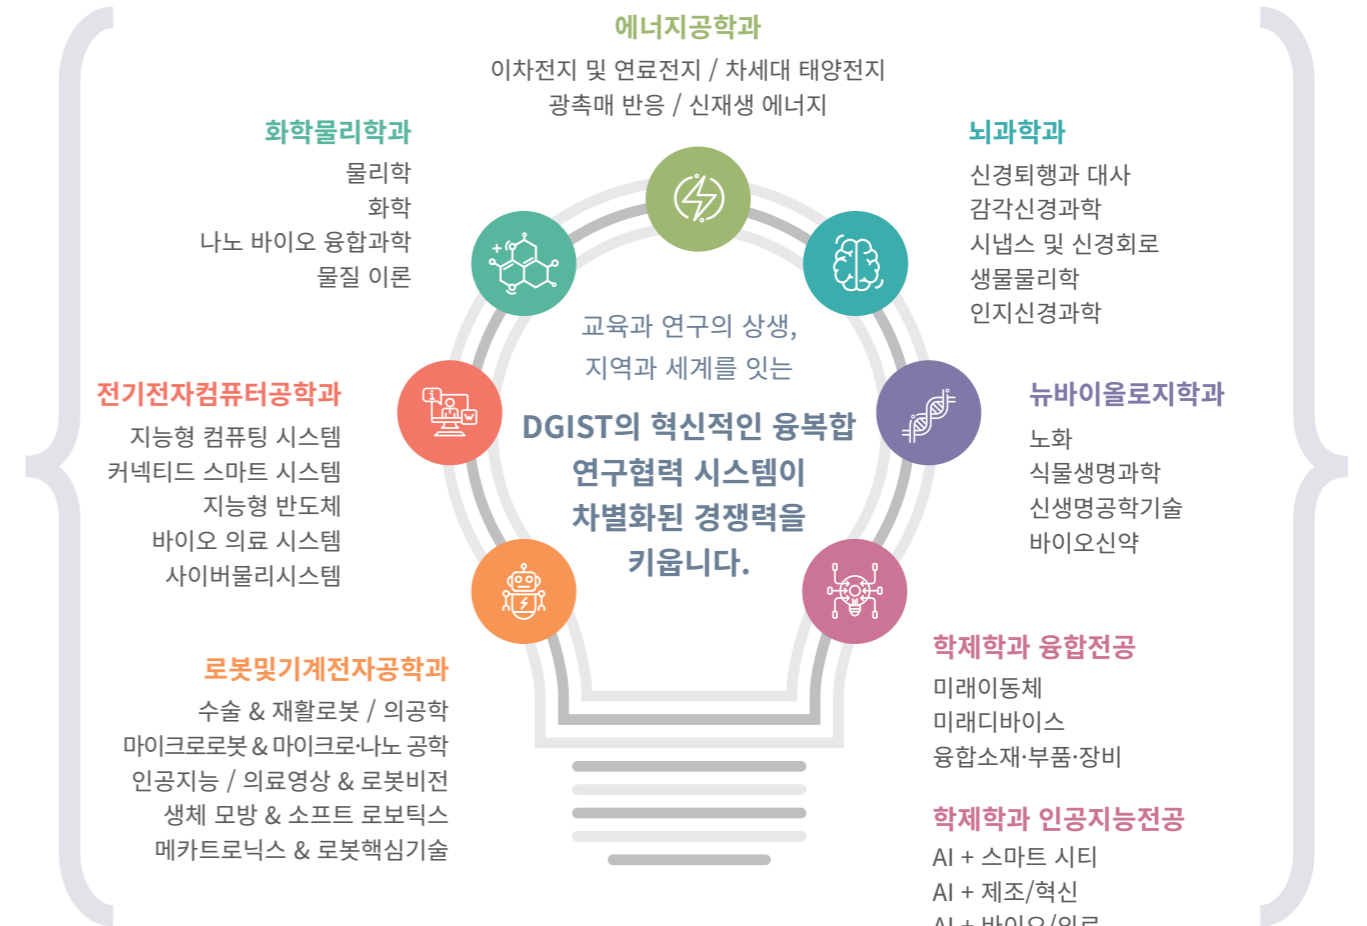 에너지공학과
이차전지 및 연료전지 / 차세대 태양전지
광촉매 반응 / 신재생 에너지
화학물리학과
물리학
화학
나노 바이오 융합과학
물질 이론
뇌과학과
신경퇴행과 대사
감각신경과학
시냅스 및 신경회로
생물물리학
인지신경과학
교육과 연구의 상생,
지역과 세계를 잇는
DGIST의 혁신적인 융복합
연구협력 시스템이
차별화된 경쟁력을
키웁니다.
전기전자컴퓨터공학과
지능형 컴퓨팅 시스템
커넥티드 스마트 시스템
지능형 반도체
바이오 의료 시스템
사이버물리시스템
뉴바이올로지학과
노화
식물생명과학
신생명공학기술
바이오신약
로봇및기계전자공학과
수술 & 재활로봇 / 의공학
마이크로로봇 & 마이크로·나노 공학
인공지능 / 의료영상 & 로봇비전
생체 모방 & 소프트 로보틱스
메카트로닉스 & 로봇핵심기술
학제학과 융합전공
미래이동체
미래디바이스
융합소재·부품·장비
학제학과 인공지능전공
AI + 스마트 시티
AI + 제조/혁신
AI + 바이오/의료